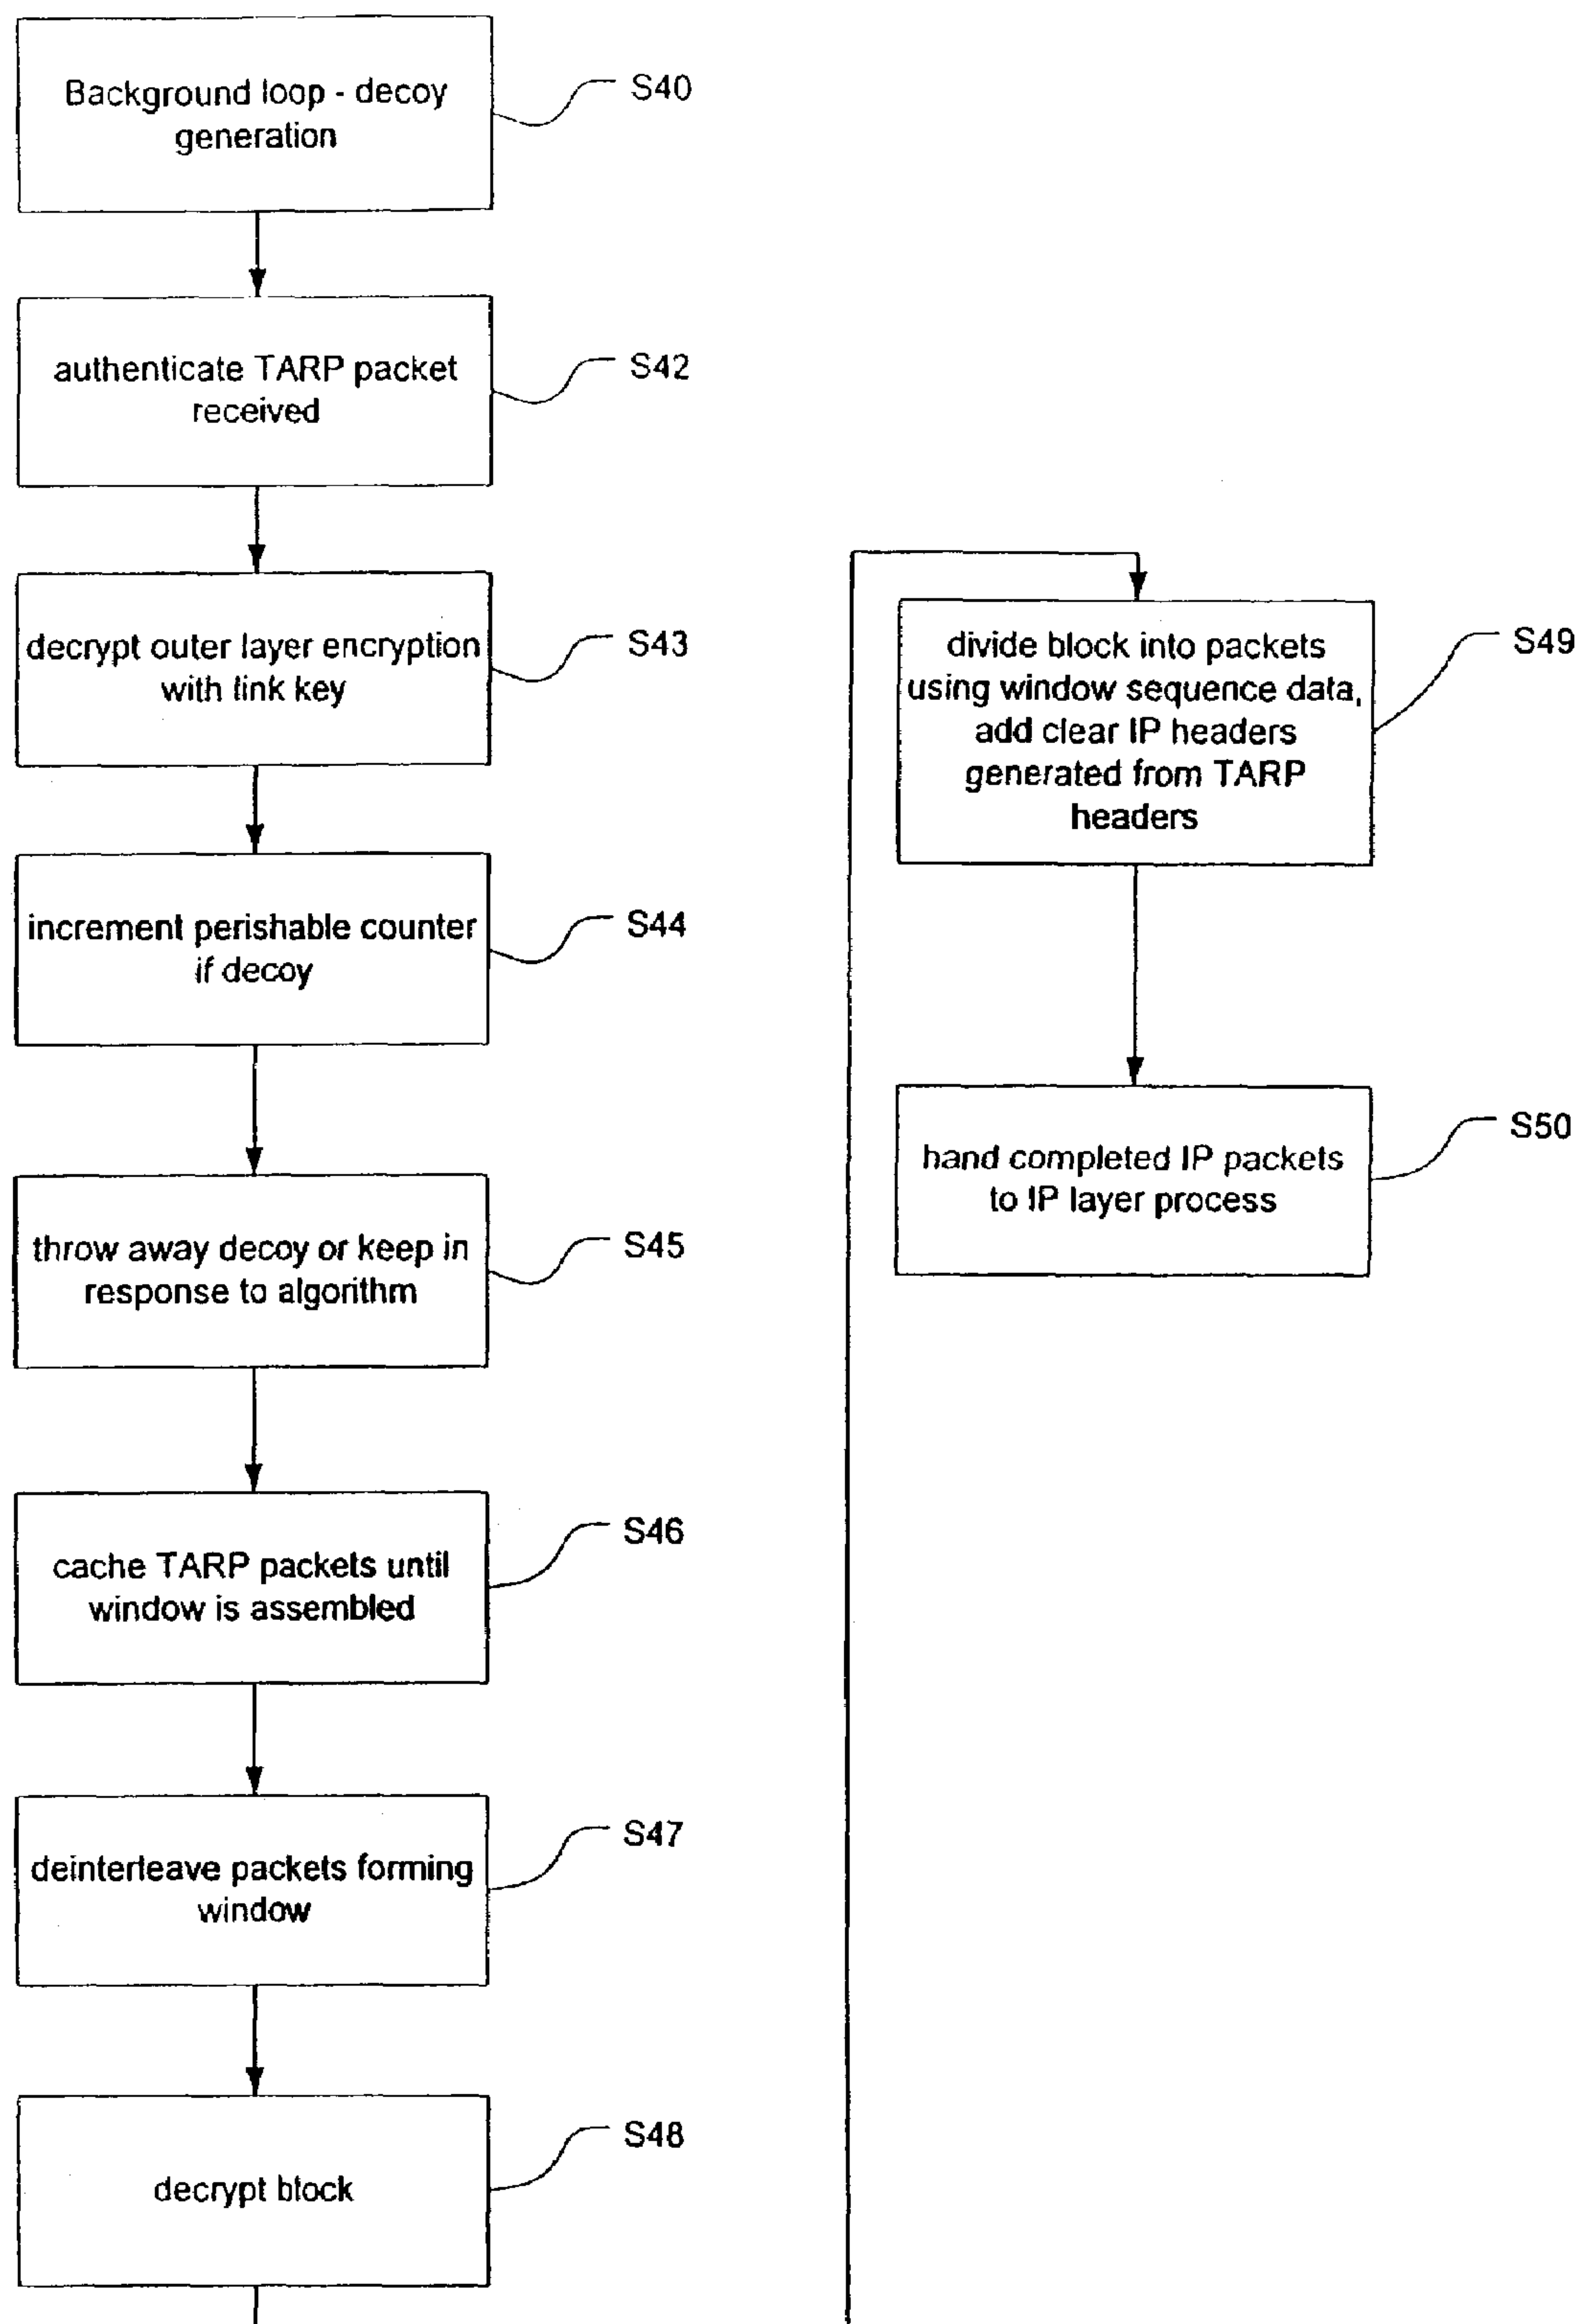 Background loop - decoy
generation
S40
authenticate TARP packet
received
S42
decrypt outer layer encryption
with link key
S43
increment perishable counter
if decoy
S44
throw away decoy or keep in
response to algorithm
S45
cache TARP packets until
window is assembled
S46
deinterleave packets forming
window
S47
decrypt block
S48
divide block into packets
using window sequence data,
add clear IP headers
generated from TARP
headers
S49
hand completed IP packets
to IP layer process
S50